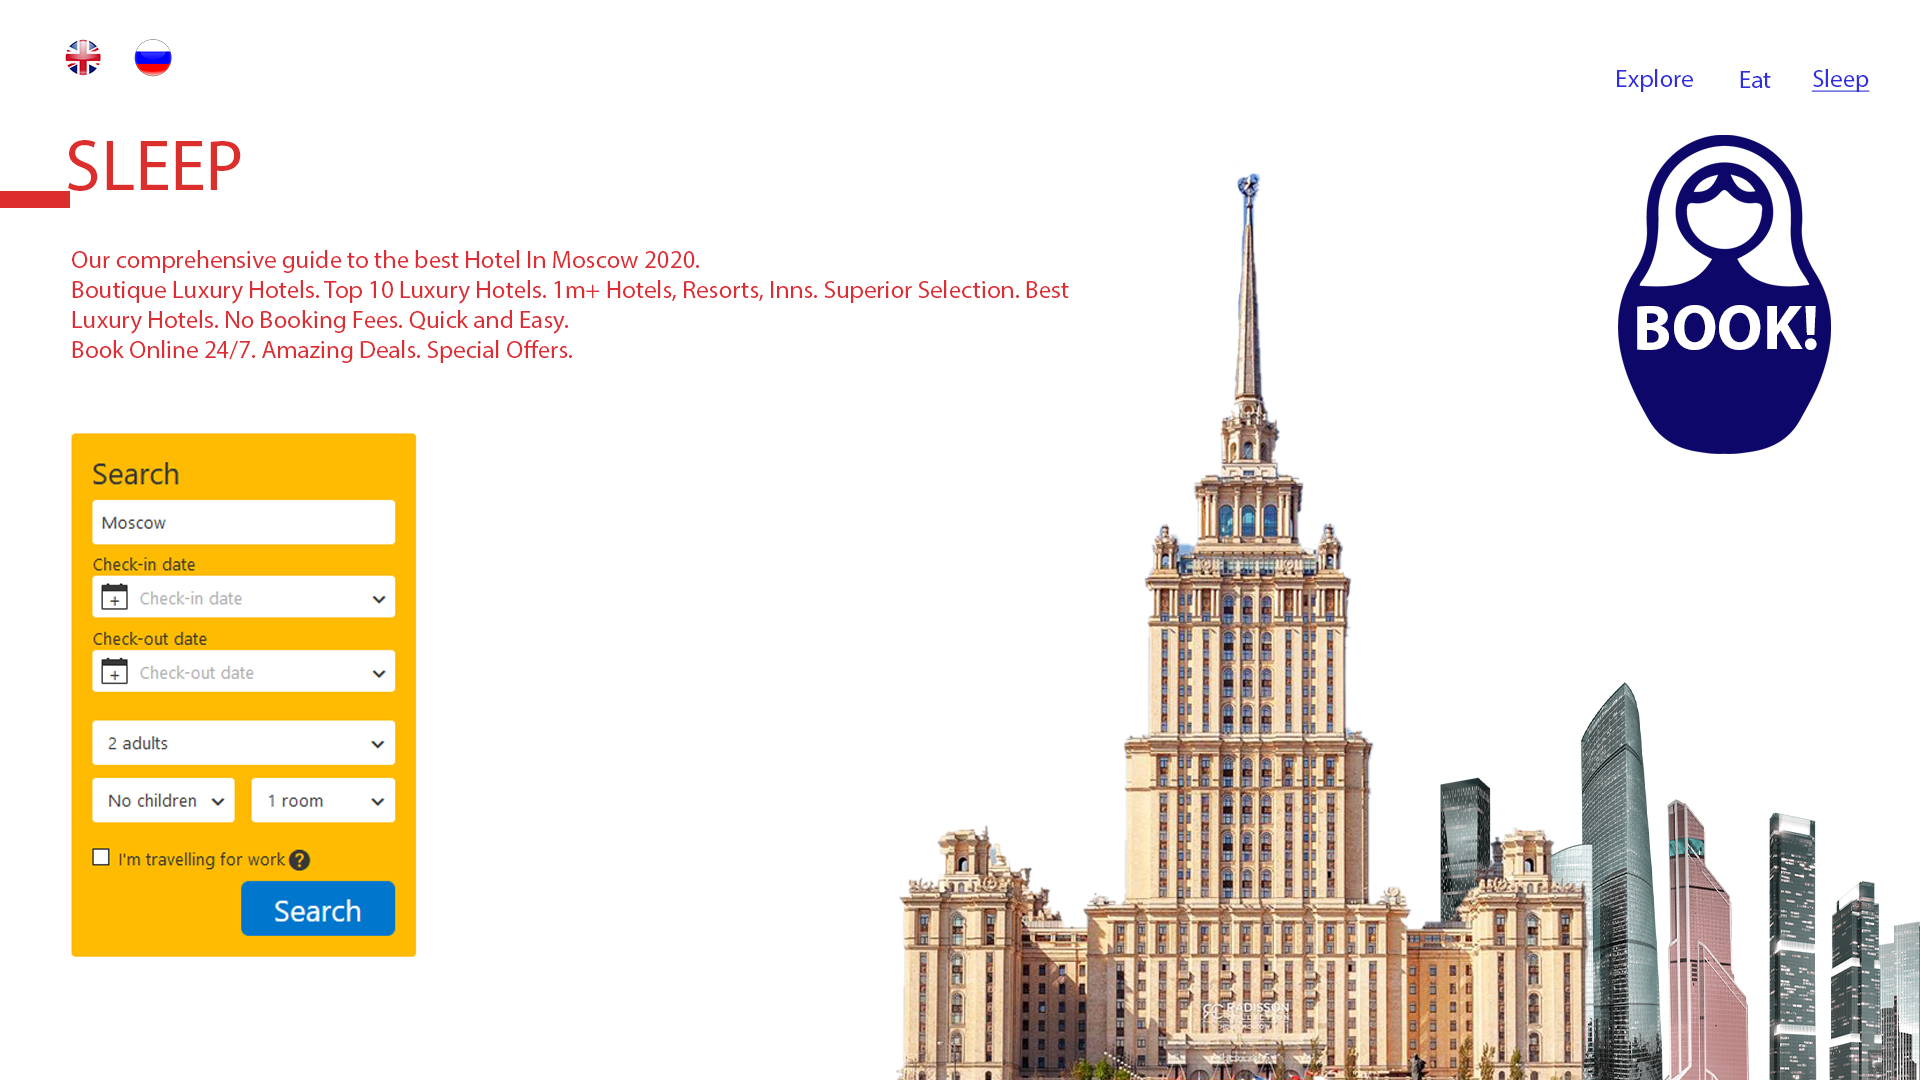 Explore Eat Sleep
SLEEP
Our comprehensive guide to the best Hotel In Moscow 2020.
Boutique Luxury Hotels. Top 10 Luxury Hotels. 1m+ Hotels, Resorts, Inns. Superior Selection. Best
Luxury Hotels. No Booking Fees. Quick and Easy.
Book Online 24/7. Amazing Deals. Special Offers.
BOOK!
Search
Moscow
Check-in date
Check-in date
Check-out date
Check-out date
2 adults
No children 1 room
I'm travelling for work ?
Search
RADISSON